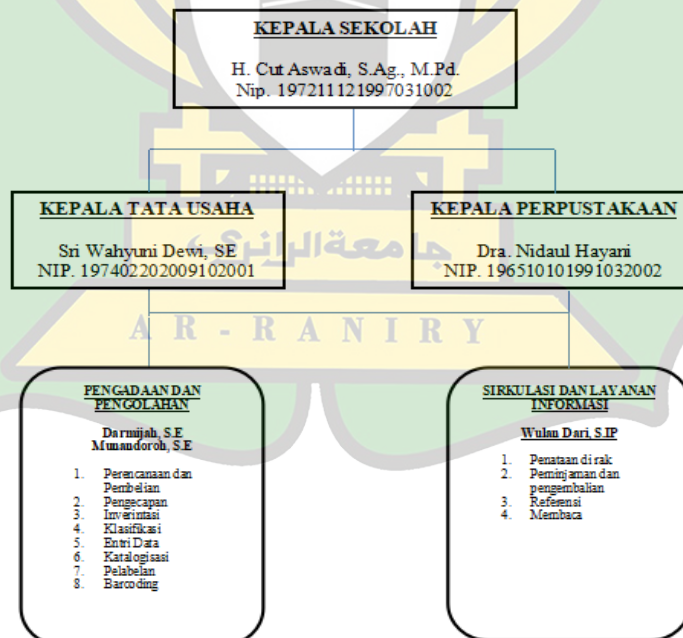 KEPALA SEKOLAH
H. Cut Aswadi, S.Ag., M.Pd.
Nip. 197211121997031002
KEPALA TATA USAHA
Sri Wahyuni Dewi, SE
NIP. 197402202009102001
KEPALA PERPUSTAKAAN
Dra. Nidaul Hayani
NIP. 196510101991032002
جامعة الرانري
AR-RANIRY
PENGADAAN DAN
PENGOLAHAN
Darmijah, S.E
Munandoroh, S.E
1. Perencanaan dan
Pembelian
2. Pengecapan
3. Inverintasi
4. Klasifikasi
5. Entri Data
6. Katalogisasi
7. Pelabelan
8. Barcoding
SIRKULASI DAN LAYANAN
INFORMASI
Wulan Dari, S.IP
1. Penataan di rak
2. Peminjaman dan
pengembalian
3. Referensi
4. Membaca